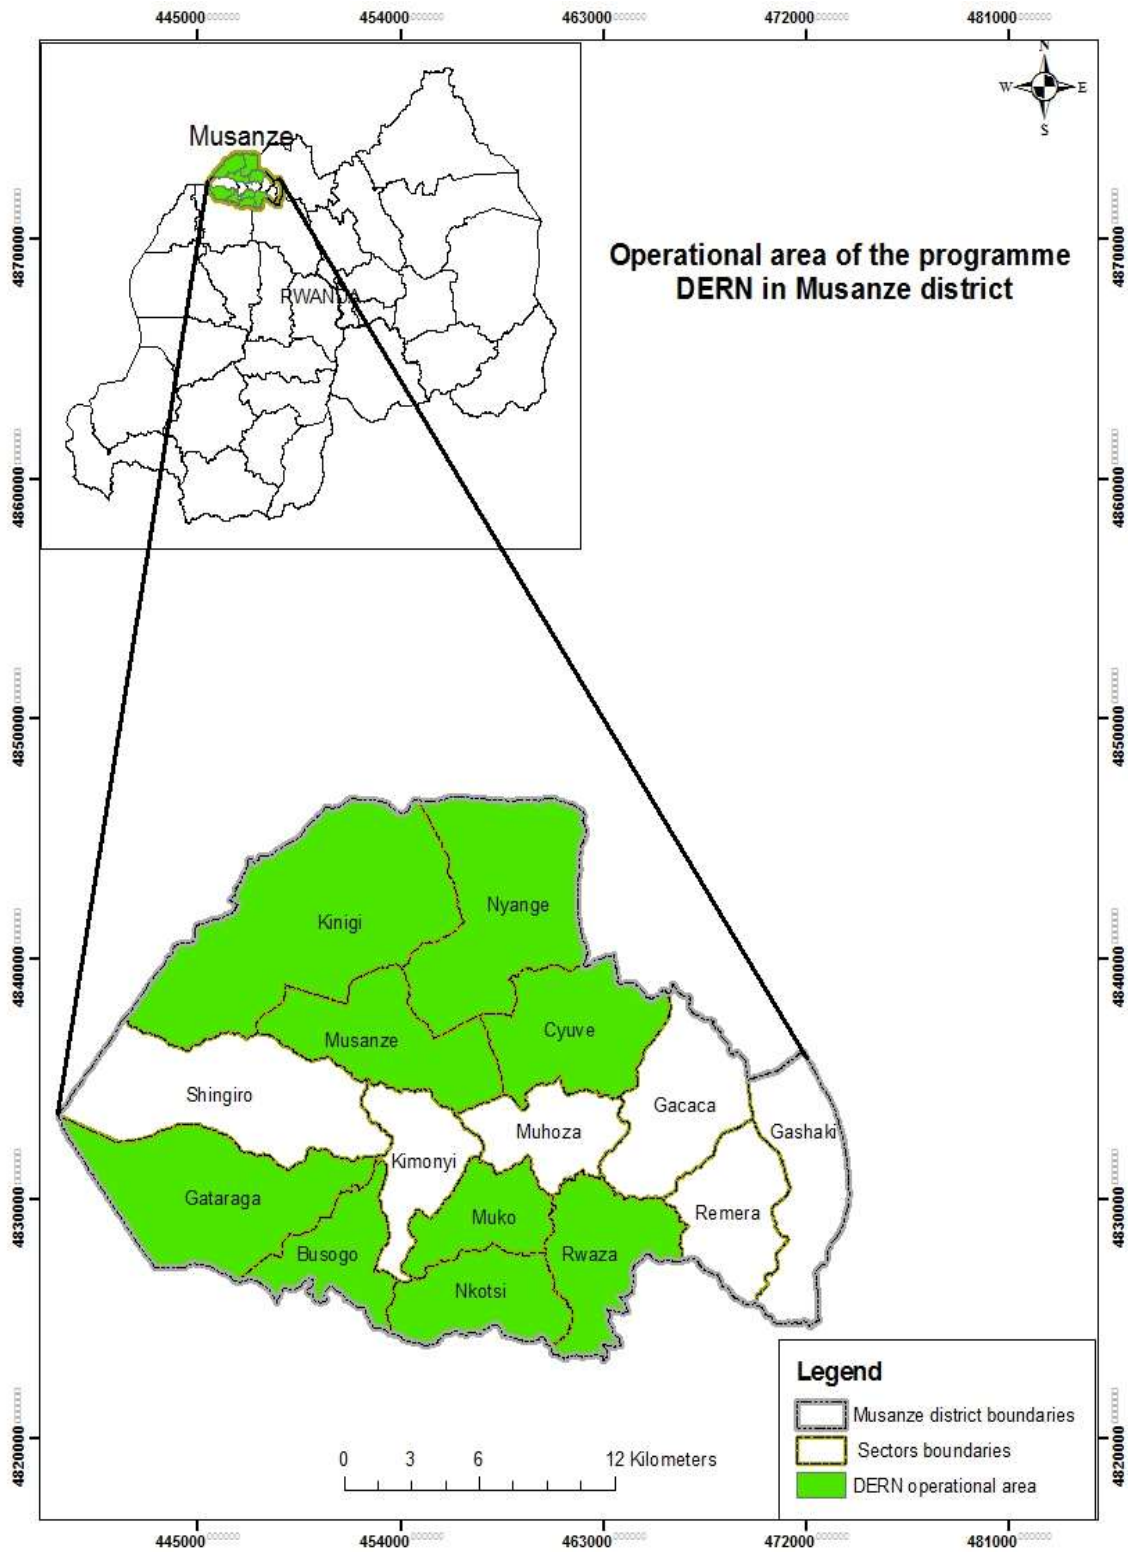 445000 454000 463000 472000 481000
N
W E
S
Musanze
RWANDA
Operational area of the programme
DERN in Musanze district
4870000 4870000
4860000 4860000
4850000 4850000
4840000 4840000
4830000 4830000
4820000 4820000
Kinigi
Nyange
Musanze
Cyuve
Shingiro
Gacaca
Muhoza
Gashaki
Kimonyi
Gataraga
Muko
Remera
Busogo
Rwaza
Nkotsi
Legend
Musanze district boundaries
Sectors boundaries
DERN operational area
0 3 6 12 Kilometers
445000 454000 463000 472000 481000